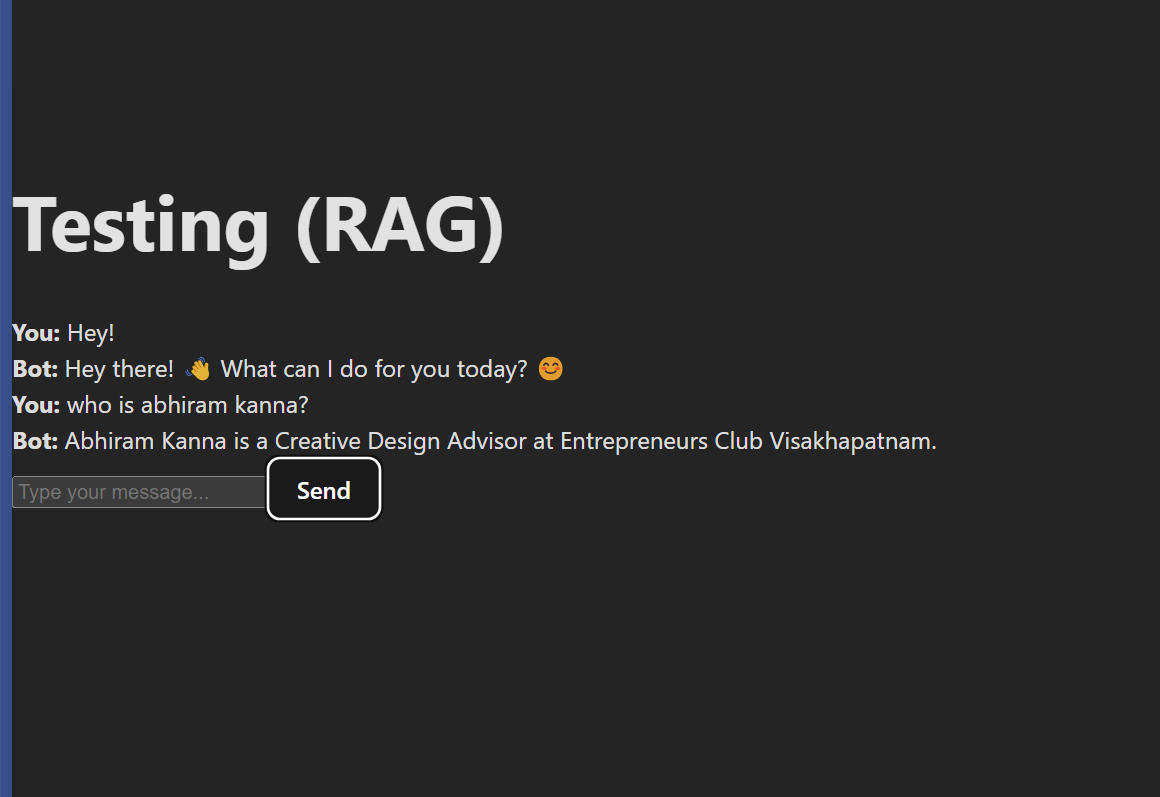 Testing (RAG)
You: Hey!
Bot: Hey there! 👋 What can I do for you today? 😊
You: who is abhiram kanna?
Bot: Abhiram Kanna is a Creative Design Advisor at Entrepreneurs Club Visakhapatnam.
Type your message... Send